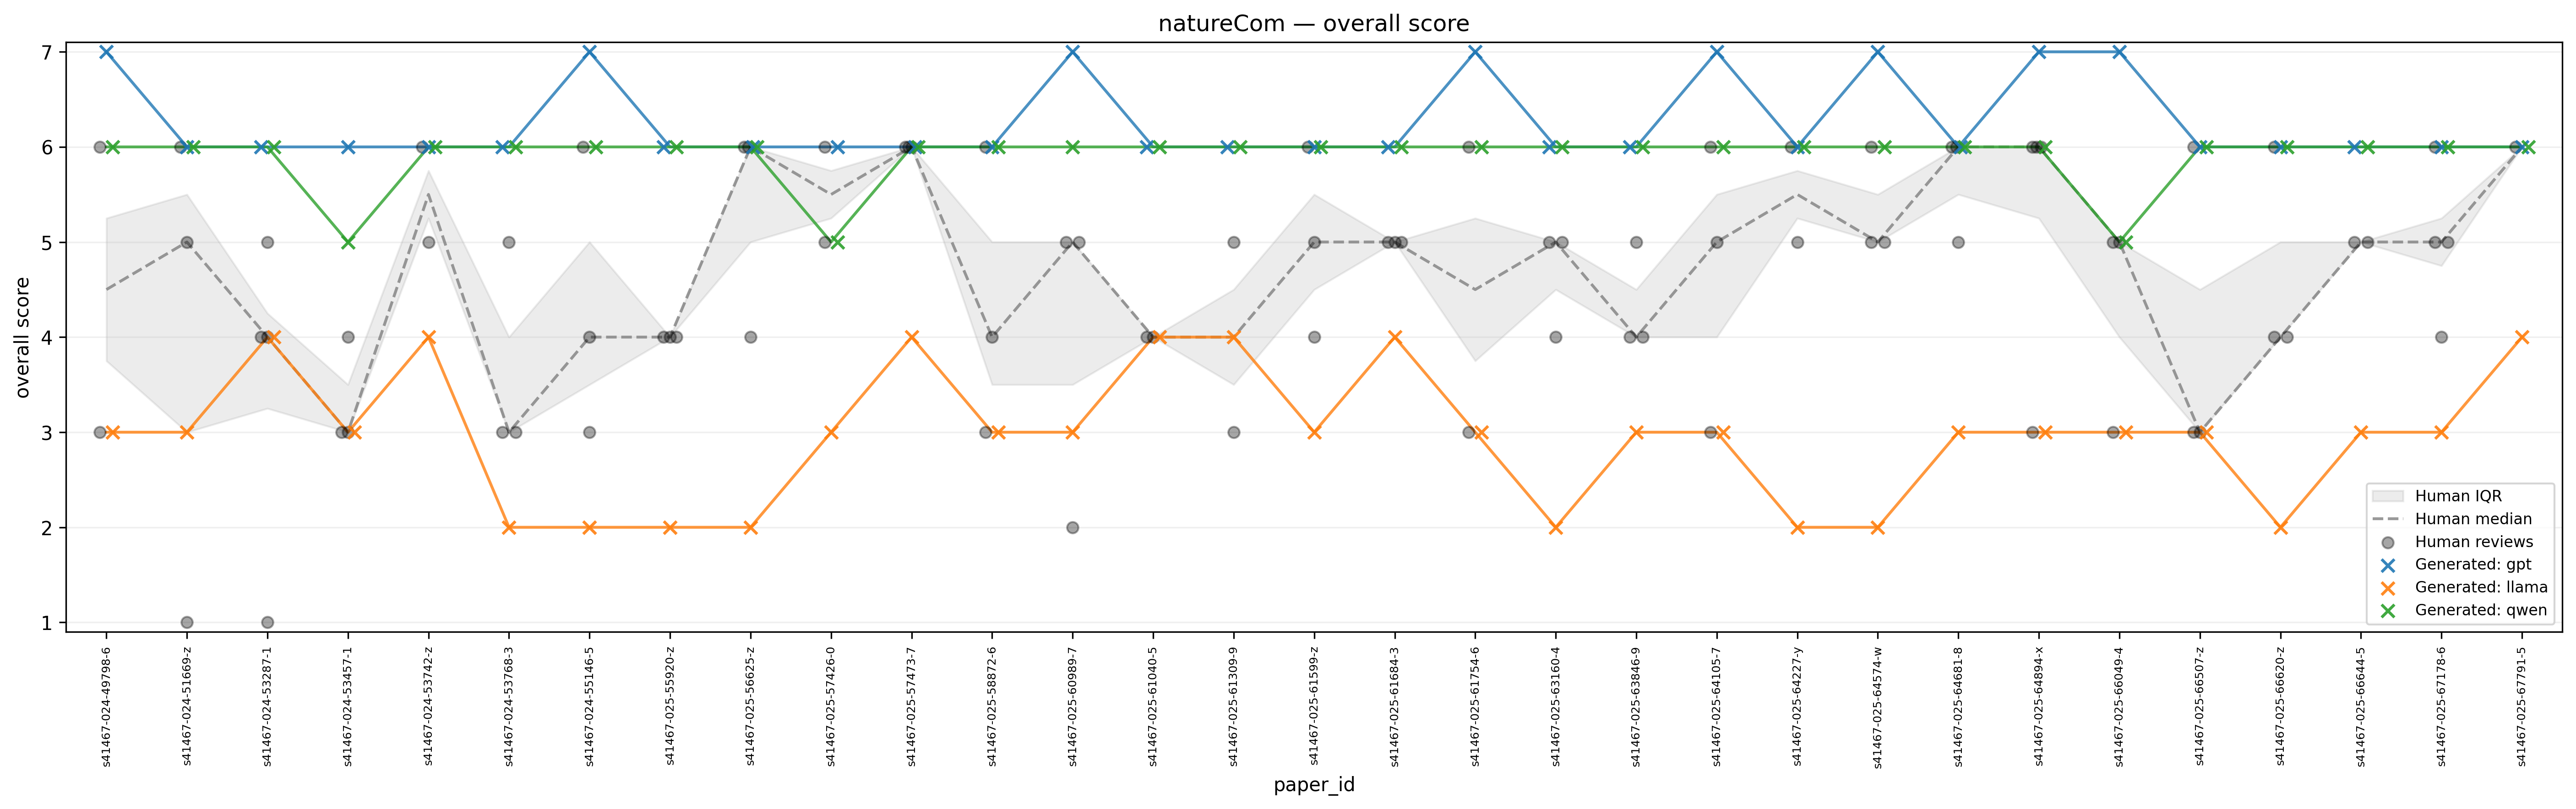 natureCom — overall score
overall score
7
6
5
4
3
2
1
Human IQR
Human median
Human reviews
Generated: gpt
Generated: llama
Generated: qwen
s41467-024-49798-6
s41467-024-51669-z
s41467-024-53287-1
s41467-024-53457-1
s41467-024-53742-z
s41467-024-53768-3
s41467-024-55146-5
s41467-025-55920-z
s41467-025-56625-z
s41467-025-57426-0
s41467-025-57473-7
s41467-025-58872-6
s41467-025-60989-7
s41467-025-61040-5
s41467-025-61309-9
s41467-025-61599-z
s41467-025-61684-3
s41467-025-61754-6
s41467-025-63160-4
s41467-025-63846-9
s41467-025-64105-7
s41467-025-64227-y
s41467-025-64574-w
s41467-025-64681-8
s41467-025-64894-x
s41467-025-66049-4
s41467-025-66507-z
s41467-025-66620-z
s41467-025-66644-5
s41467-025-67178-6
s41467-025-67791-5
paper_id